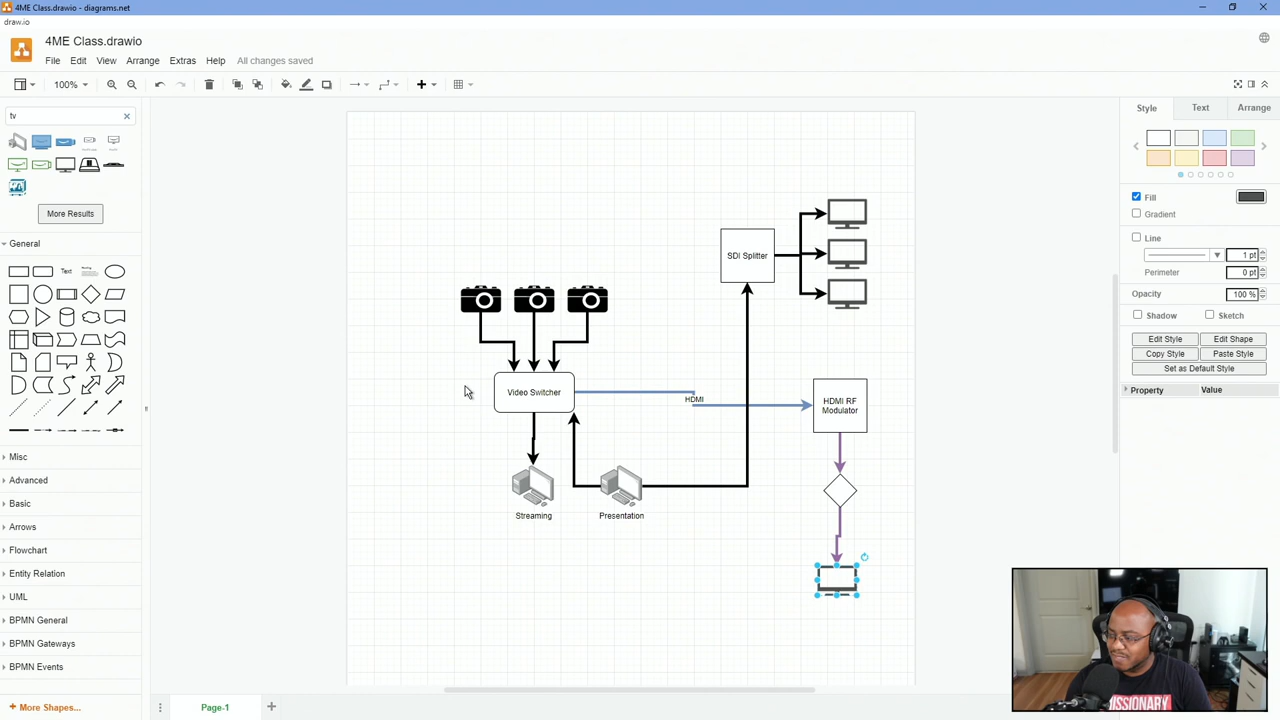 4ME Class.drawio - diagrams.net
draw.io
4ME Class.drawio
File Edit View Arrange Extras Help All changes saved
100%
tv
More Results
General
Text
Misc
Advanced
Basic
Arrows
Flowchart
Entity Relation
UML
BPMN General
BPMN Gateways
BPMN Events
+ More Shapes...
Page-1
SDI Splitter
Video Switcher
HDMI
HDMI RF
Modulator
Streaming
Presentation
Style Text Arrange
Fill
Gradient
Line
1 pt
Perimeter 0 pt
Opacity 100 %
Shadow Sketch
Edit Style Edit Shape
Copy Style Paste Style
Set as Default Style
Property Value
MISSIONARY